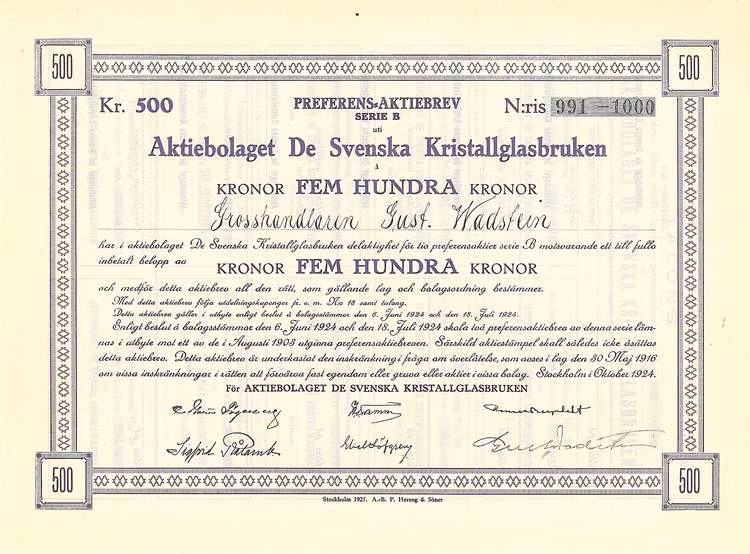 500
500
Kr. 500 PREFERENS=AKTIEBREV N:ris 991 —1000
SERIE B
uti
Aktiebolaget De Svenska Kristallglasbruken
à
KRONOR FEM HUNDRA KRONOR
Grosshandlaren Gust. Wadstein
har i aktiebolaget De Svenska Kristallglasbruken delaktighet för tio preferensaktier serie B motsvarande ett till fullo
inbetalt belopp av
KRONOR FEM HUNDRA KRONOR
och medför detta aktiebrev all den rätt, som gällande lag och bolagsordning bestämmer.
Med detta aktiebrev följa utdelningskuponger fr. o. m. No 18 samt talong.
Detta aktiebrev gäller i utbyte enligt beslut å bolagsstämmor den 6. Juni 1924 och den 18. Juli 1924.
Enligt beslut å bolagsstämmor den 6. Juni 1924 och den 18. Juli 1924 skola två preferensaktiebrev av denna serie läm-
nas i utbyte mot ett av de i Augusti 1903 utgivna preferensaktiebreven. Särskild aktiestämpel skall således icke åsättas
detta aktiebrev. Detta aktiebrev är underkastat den inskränkning i fråga om överlåtelse, som avses i lag den 30 Maj 1916
om vissa inskränkningar i rätten att förvärva fast egendom eller gruva eller aktier i vissa bolag. Stockholm i Oktober 1924.
För AKTIEBOLAGET DE SVENSKA KRISTALLGLASBRUKEN
Sigfrid Rålamb
500
500
Stockholm 1925. A.-B. P. Herzog & Söner